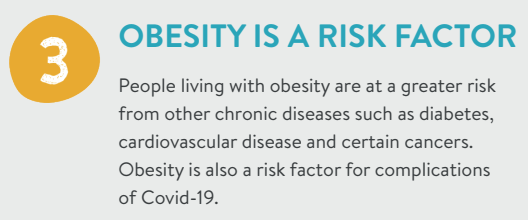 3
OBESITY IS A RISK FACTOR
People living with obesity are at a greater risk
from other chronic diseases such as diabetes,
cardiovascular disease and certain cancers.
Obesity is also a risk factor for complications
of Covid-19.